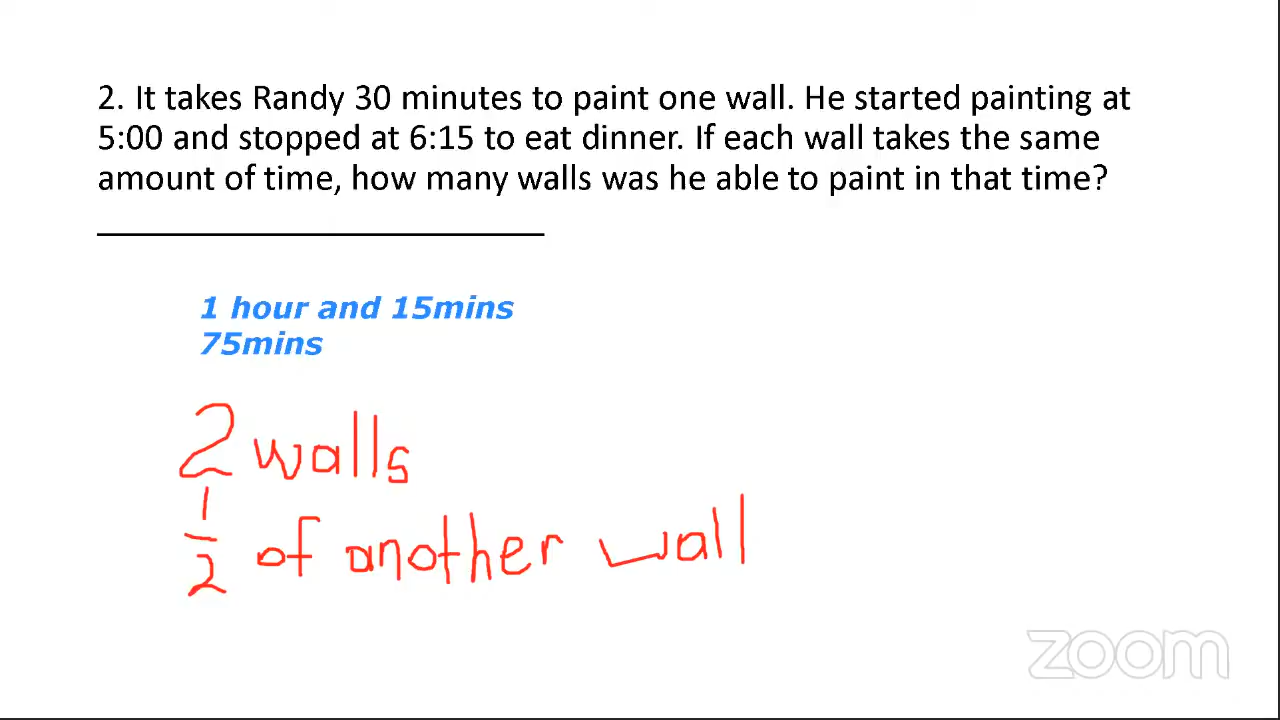 2. It takes Randy 30 minutes to paint one wall. He started painting at
5:00 and stopped at 6:15 to eat dinner. If each wall takes the same
amount of time, how many walls was he able to paint in that time?
1 hour and 15mins
75mins
2 walls
1/2 of another wall
zoom